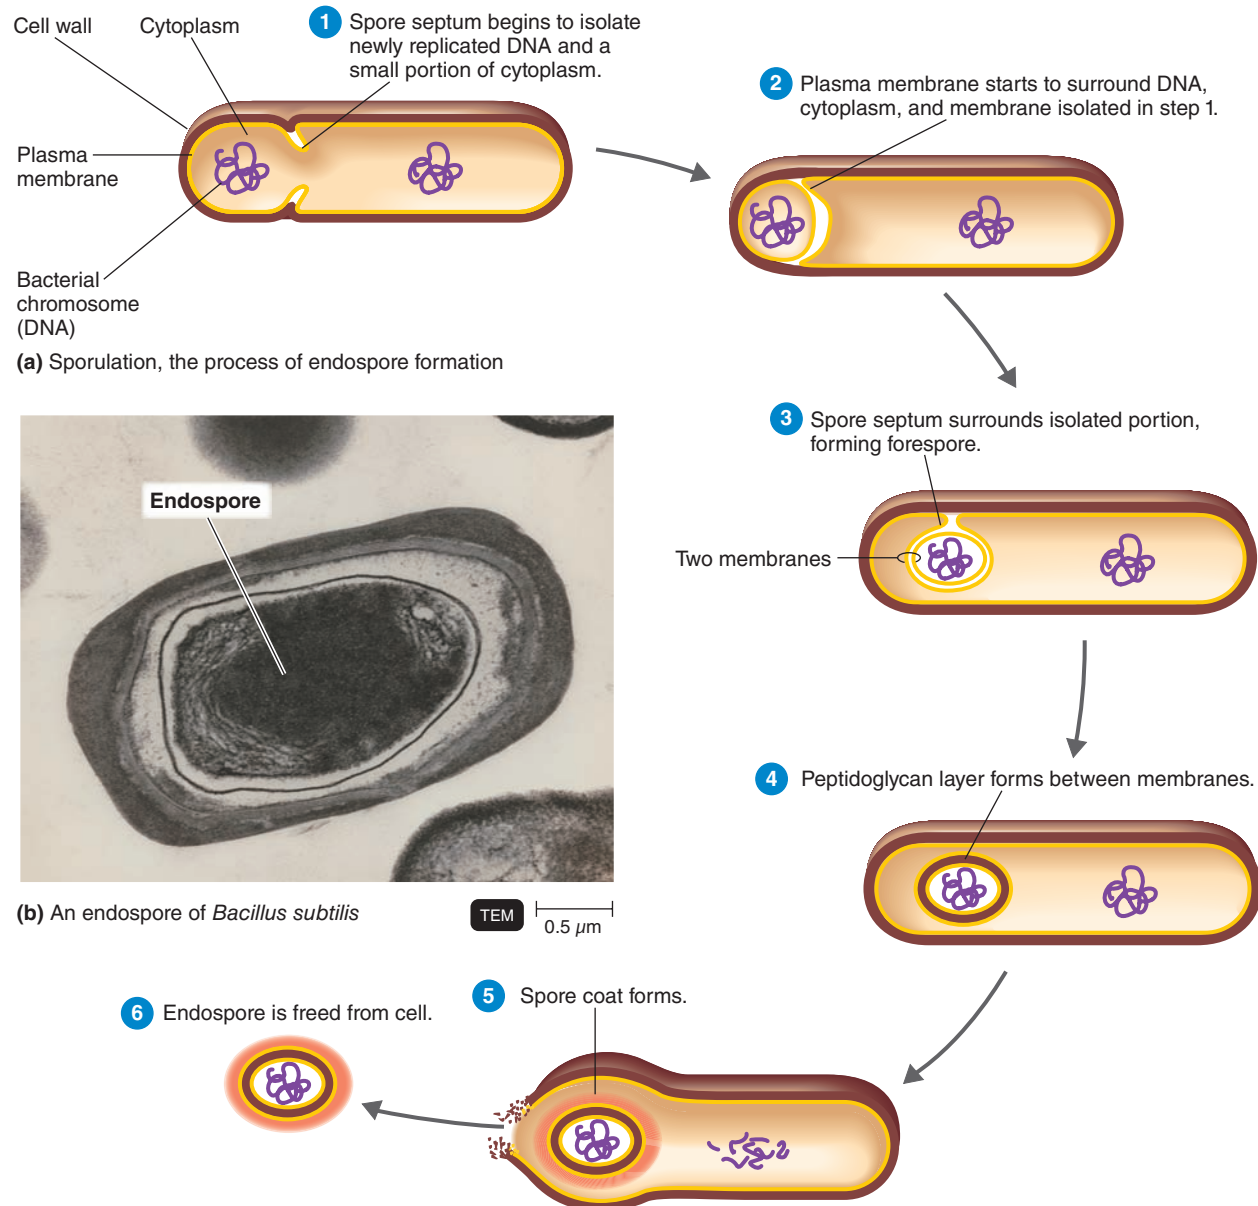 Cell wall
Cytoplasm
1 Spore septum begins to isolate
newly replicated DNA and a
small portion of cytoplasm.
Plasma
membrane
Bacterial
chromosome
(DNA)
2 Plasma membrane starts to surround DNA,
cytoplasm, and membrane isolated in step 1.
(a) Sporulation, the process of endospore formation
3 Spore septum surrounds isolated portion,
forming forespore.
Two membranes
Endospore
4 Peptidoglycan layer forms between membranes.
(b) An endospore of Bacillus subtilis
TEM
0.5 μm
5 Spore coat forms.
6 Endospore is freed from cell.